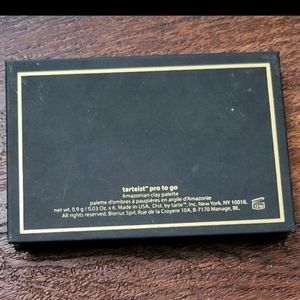 tarteist™ pro to go
Amazonian clay palette
palette d'ombres à paupières en argile d'Amazonie
net wt. 0.9 g / 0.03 Oz. x 6. Made in USA. Dist. by tarte™, Inc. New York, NY 10018.
All rights reserved. Biorius Sprl, Rue de la Croyere 10A, B-7170 Manage, BE.